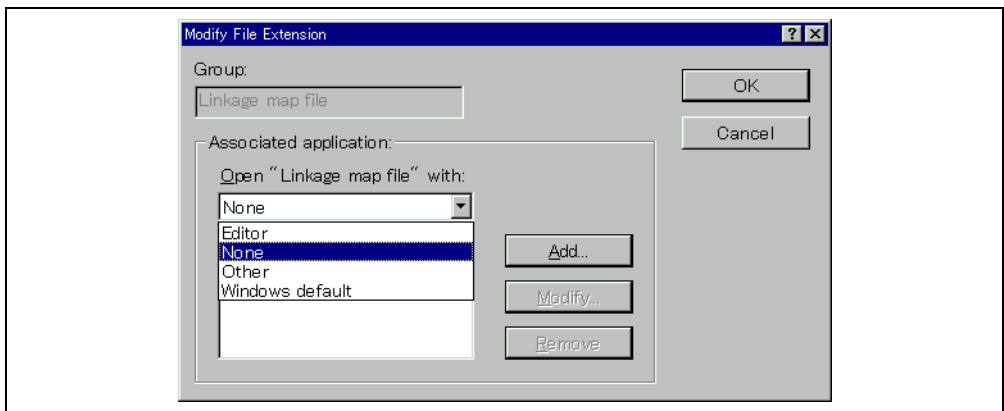 Modify File Extension
Group:
Linkage map file
OK
Cancel
Associated application:
Open "Linkage map file" with:
None
Editor
None
Other
Windows default
Add...
Modify...
Remove